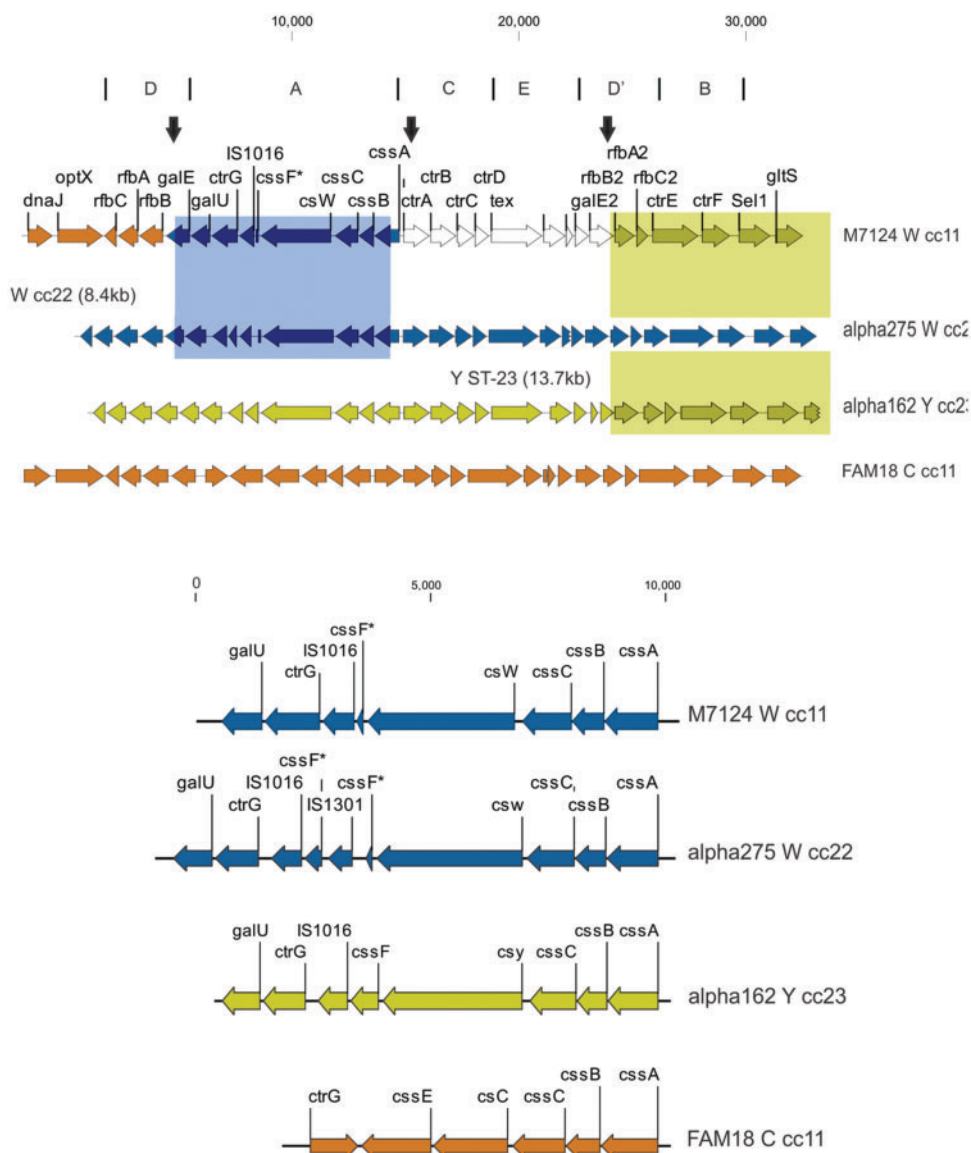 10,000 20,000 30,000
D A C E D' B
IS1016 cssA rfbA2
optX rfbA galE ctrG cssF* cssC ctrB ctrD rfbB2 rfbC2 gltS
dnaJ rfbC rfbB galU csW cssB ctrA ctrC tex galE2 ctrE ctrF Sel1
M7124 W cc11
W cc22 (8.4kb)
alpha275 W cc2
Y ST-23 (13.7kb)
alpha162 Y cc2
FAM18 C cc11
0 5,000 10,000
cssF*
galU IS1016 cssB cssA
ctrG csW cssC
M7124 W cc11
cssF*
galU IS1016 cssF* cssC cssA
ctrG IS1301 csw cssB
alpha275 W cc22
galU IS1016 cssB cssA
ctrG cssF csy cssC
alpha162 Y cc23
cssB cssA
ctrG cssE csC cssC
FAM18 C cc11